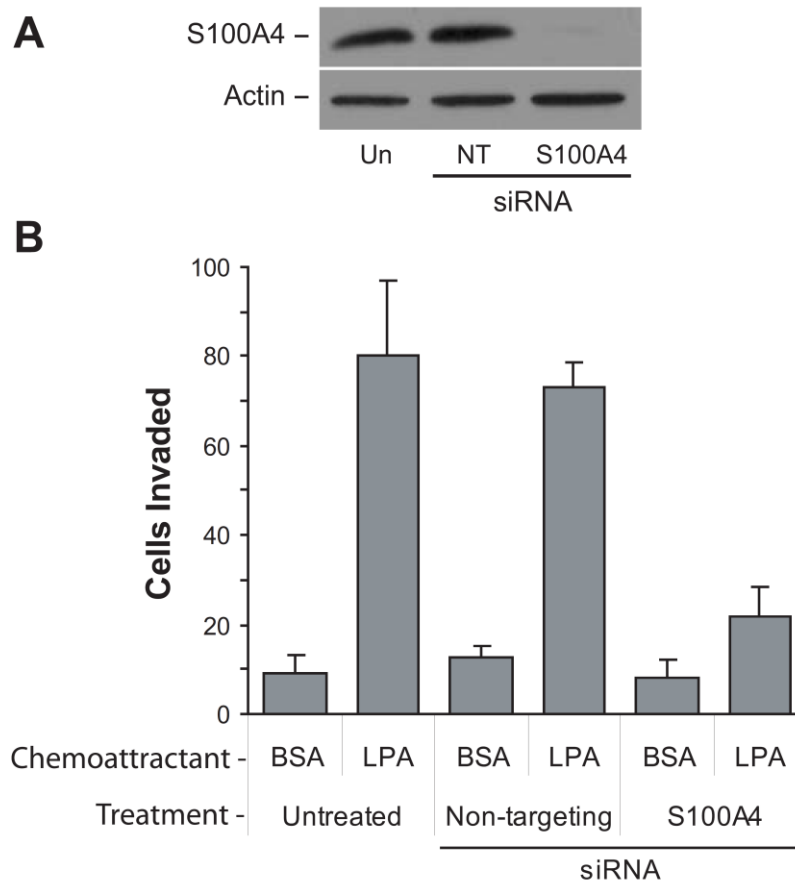 A
S100A4 –
Actin –
Un NT S100A4
siRNA
B
Cells Invaded
100
80
60
40
20
0
Chemoattractant - BSA LPA BSA LPA BSA LPA
Treatment - Untreated Non-targeting S100A4
siRNA